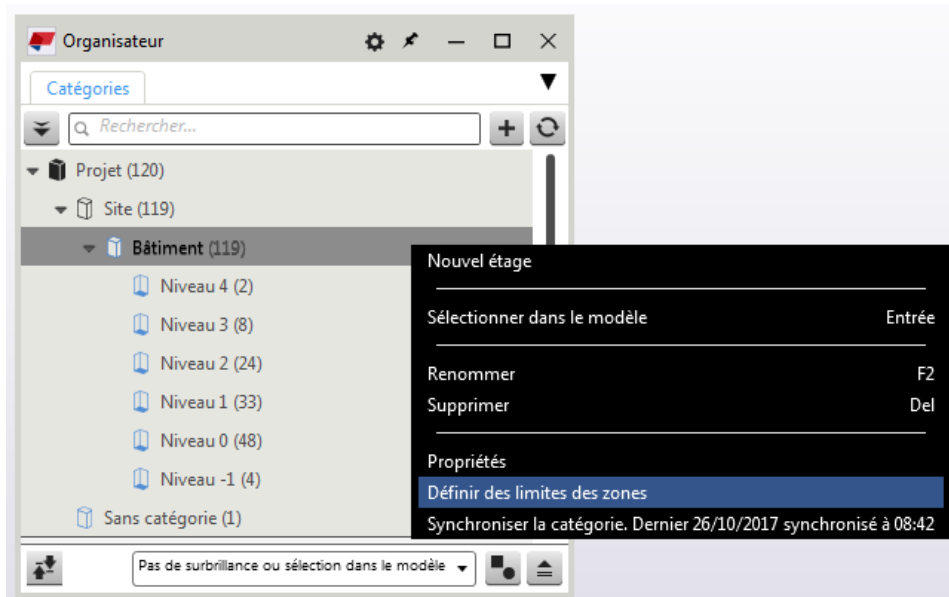 Organisateur
Catégories
Rechercher...
Projet (120)
Site (119)
Bâtiment (119)
Niveau 4 (2)
Niveau 3 (8)
Niveau 2 (24)
Niveau 1 (33)
Niveau 0 (48)
Niveau -1 (4)
Sans catégorie (1)
Nouvel étage
Sélectionner dans le modèle Entrée
Renommer F2
Supprimer Del
Propriétés
Définir des limites des zones
Synchroniser la catégorie. Dernier 26/10/2017 synchronisé à 08:42
Pas de surbrillance ou sélection dans le modèle